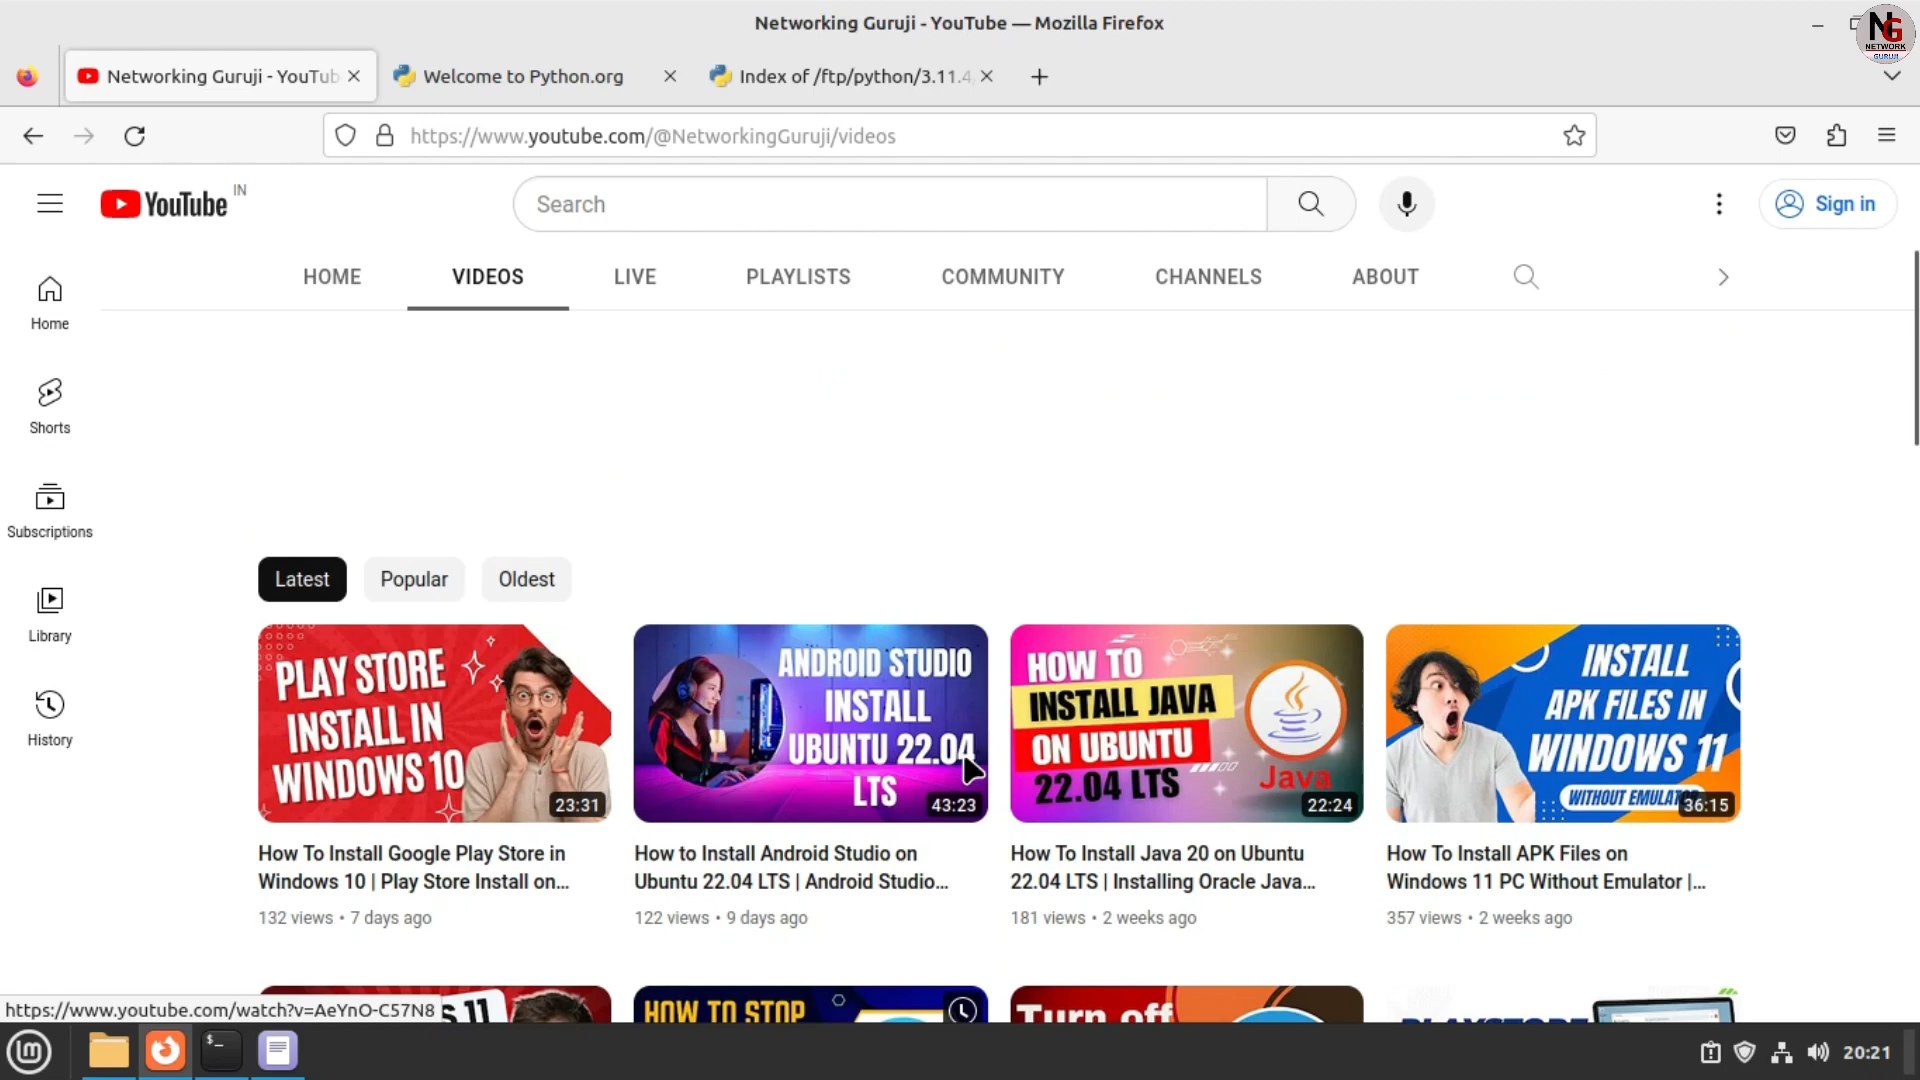 Networking Guruji - YouTube — Mozilla Firefox
NG
NETWORK
GURUJI
Networking Guruji - YouTub
Welcome to Python.org
Index of /ftp/python/3.11.4
https://www.youtube.com/@NetworkingGuruji/videos
YouTube IN
Search
Sign in
HOME
VIDEOS
LIVE
PLAYLISTS
COMMUNITY
CHANNELS
ABOUT
Home
Shorts
Subscriptions
Library
History
Latest
Popular
Oldest
PLAY STORE
INSTALL IN
WINDOWS 10
23:31
ANDROID STUDIO
INSTALL
UBUNTU 22.04
LTS
43:23
HOW TO
INSTALL JAVA
ON UBUNTU
22.04 LTS
Java
22:24
INSTALL
APK FILES IN
WINDOWS 11
WITHOUT EMULATOR
36:15
How To Install Google Play Store in
Windows 10 | Play Store Install on...
132 views • 7 days ago
How to Install Android Studio on
Ubuntu 22.04 LTS | Android Studio...
122 views • 9 days ago
How To Install Java 20 on Ubuntu
22.04 LTS | Installing Oracle Java...
181 views • 2 weeks ago
How To Install APK Files on
Windows 11 PC Without Emulator |...
357 views • 2 weeks ago
S 11
HOW TO STOP
Turn off
PLAYSTORE
https://www.youtube.com/watch?v=AeYnO-C57N8
20:21